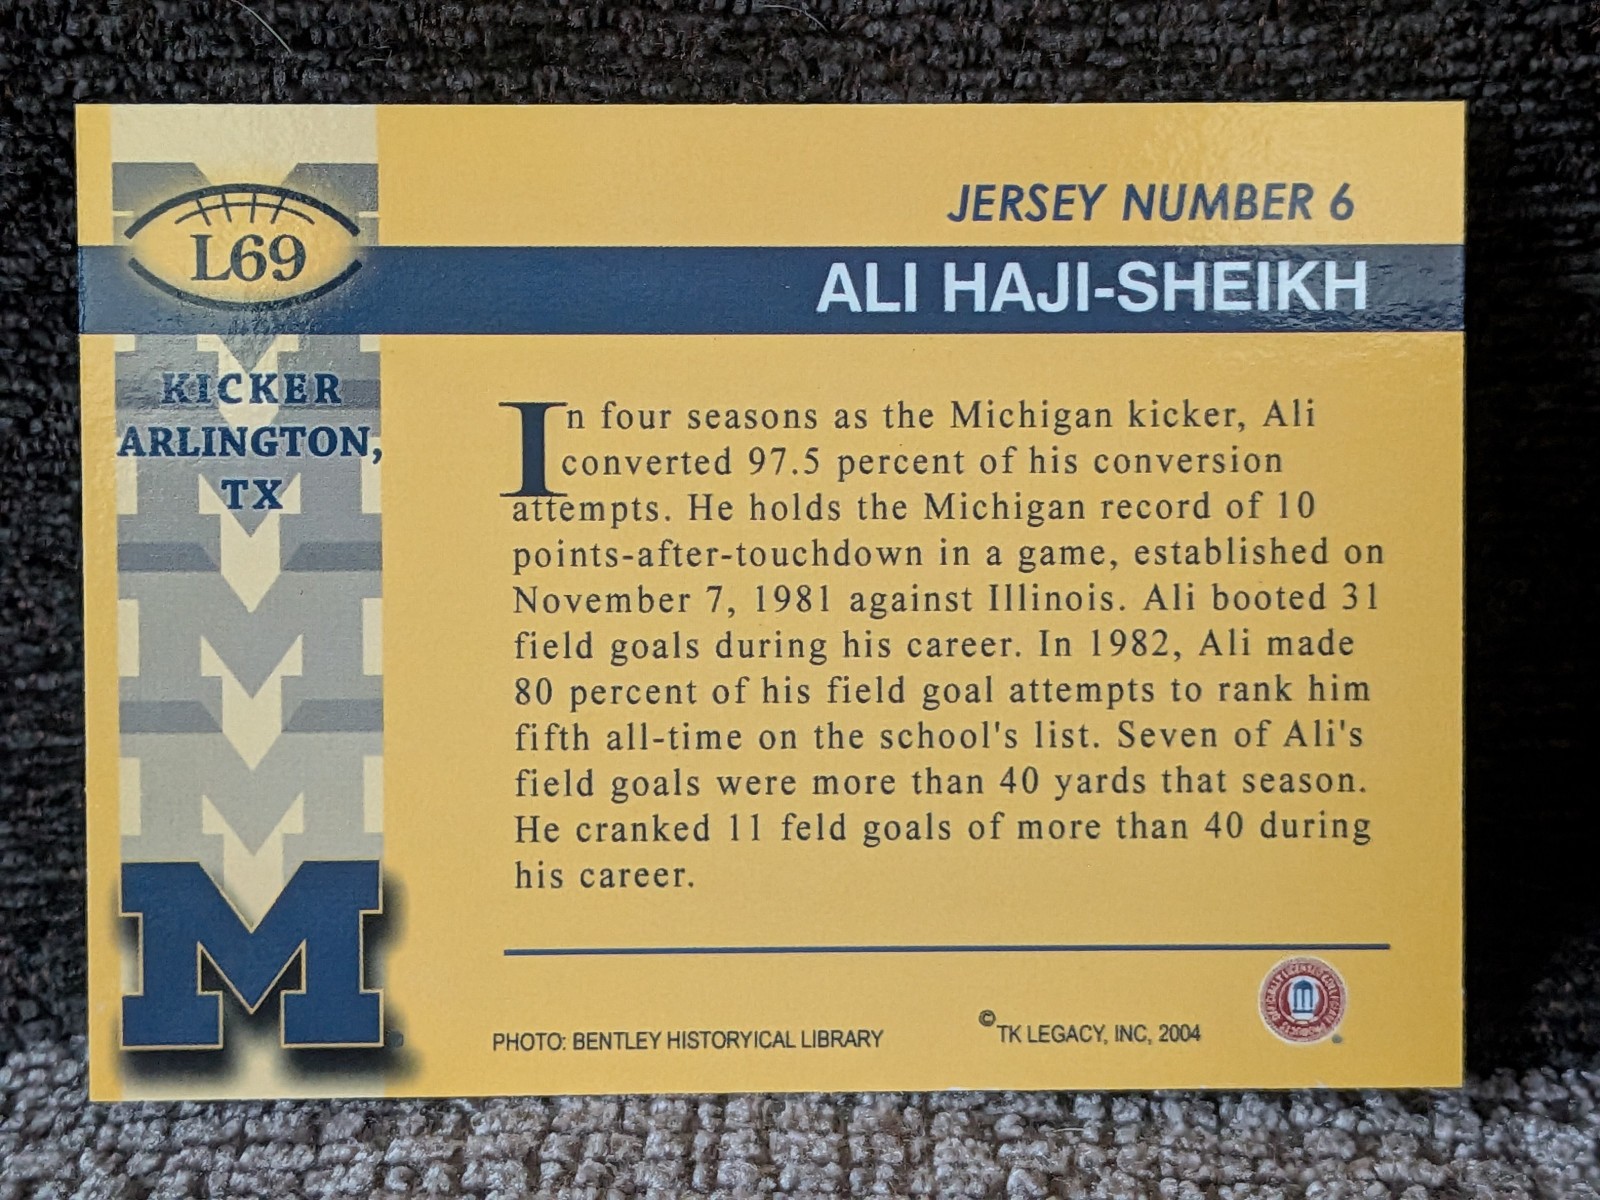 JERSEY NUMBER 6
L69
ALI HAJI-SHEIKH
KICKER
ARLINGTON,
TX
In four seasons as the Michigan kicker, Ali
converted 97.5 percent of his conversion
attempts. He holds the Michigan record of 10
points-after-touchdown in a game, established on
November 7, 1981 against Illinois. Ali booted 31
field goals during his career. In 1982, Ali made
80 percent of his field goal attempts to rank him
fifth all-time on the school's list. Seven of Ali's
field goals were more than 40 yards that season.
He cranked 11 feld goals of more than 40 during
his career.
M
PHOTO: BENTLEY HISTORYICAL LIBRARY
©TK LEGACY, INC, 2004